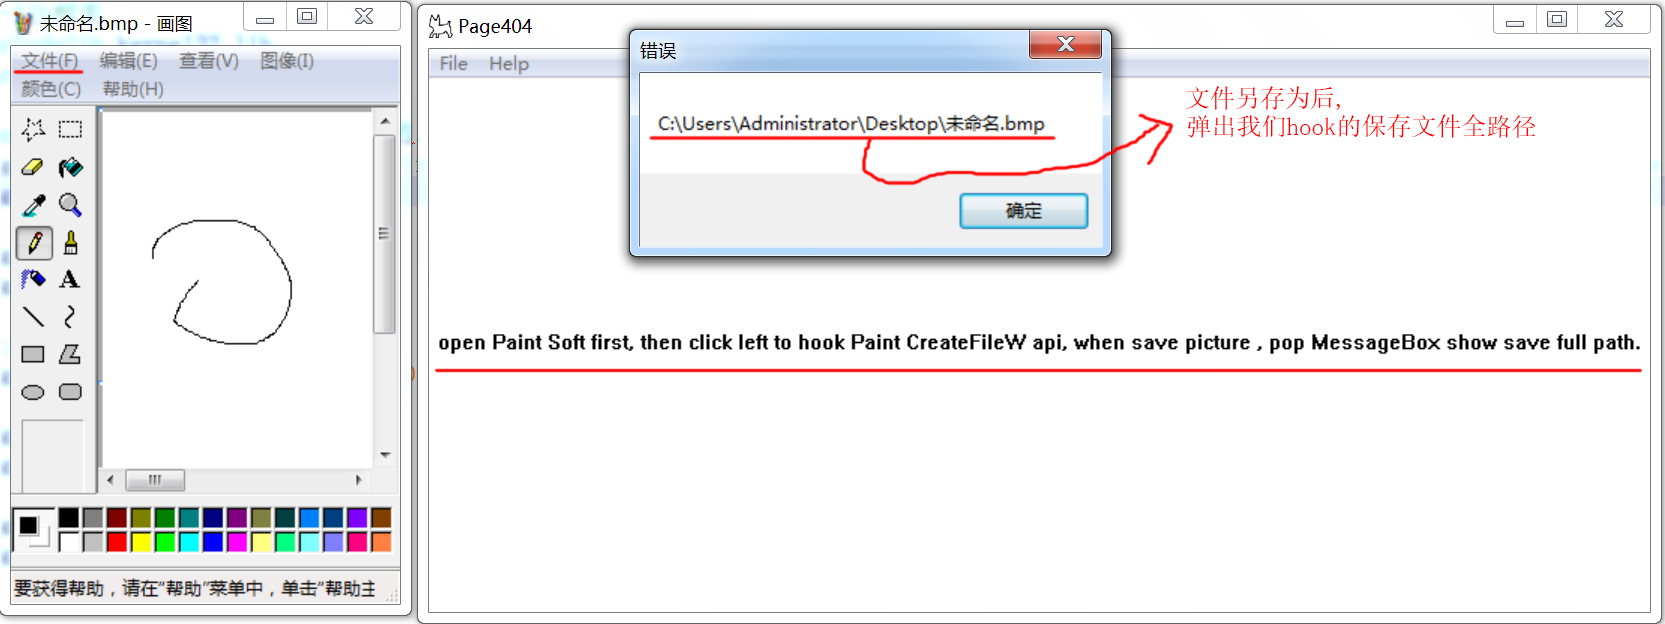 未命名.bmp - 画图
文件(F) 编辑(E) 查看(V) 图像(I)
颜色(C) 帮助(H)
A
要获得帮助，请在"帮助"菜单中，单击"帮助主
Page404
File Help
错误
C:\Users\Administrator\Desktop\未命名.bmp
确定
文件另存为后,
弹出我们hook的保存文件全路径
open Paint Soft first, then click left to hook Paint CreateFileW api, when save picture , pop MessageBox show save full path.